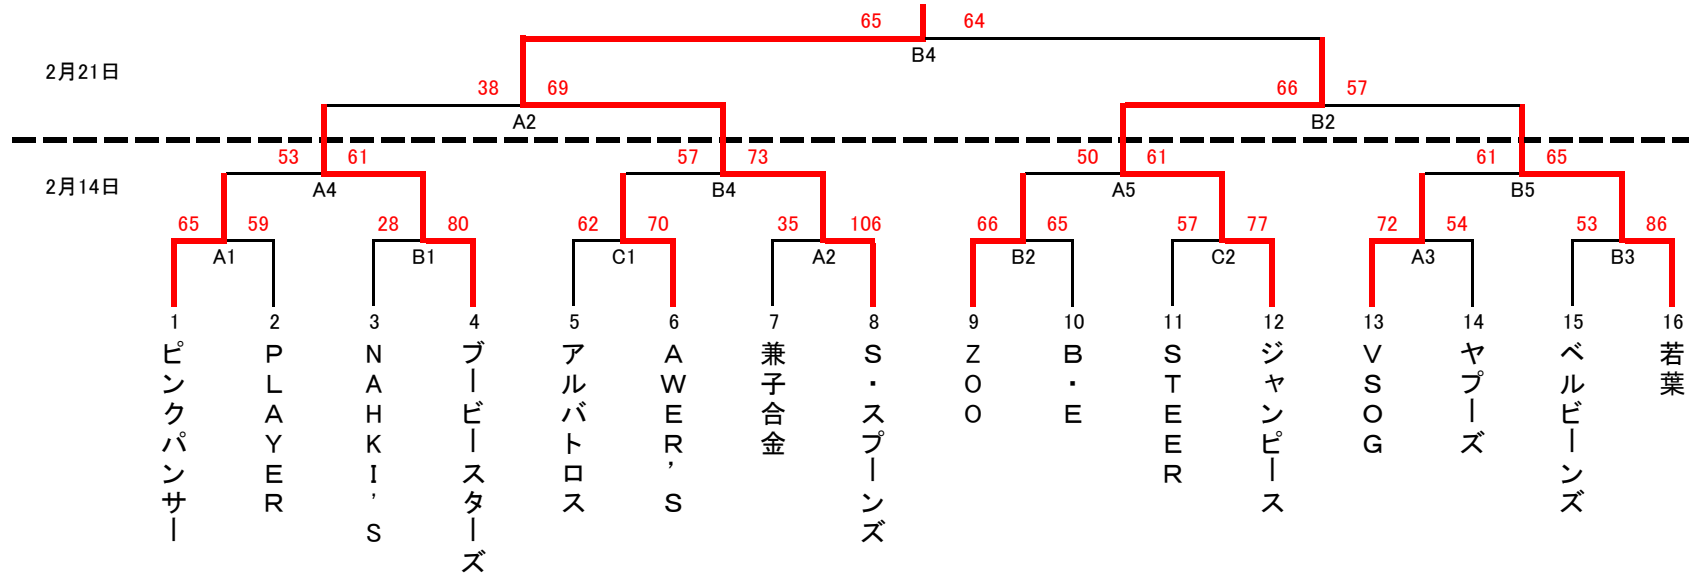 65 64
B4
2月21日
38 69 66 57
A2 B2
53 61 57 73 50 61 61 65
2月14日
A4 B4 A5 B5
65 59 28 80 62 70 35 106 66 65 57 77 72 54 53 86
A1 B1 C1 A2 B2 C2 A3 B3
1 2 3 4 5 6 7 8 9 10 11 12 13 14 15 16
ピンクパンサー
PLAYER
NAHKI'S
ブービースターズ
アルバトロス
AWER'S
兼子合金
S・スプーンズ
ZOO
B・E
STEER
ジャンピース
VSOG
ヤプーズ
ベルビーンズ
若葉